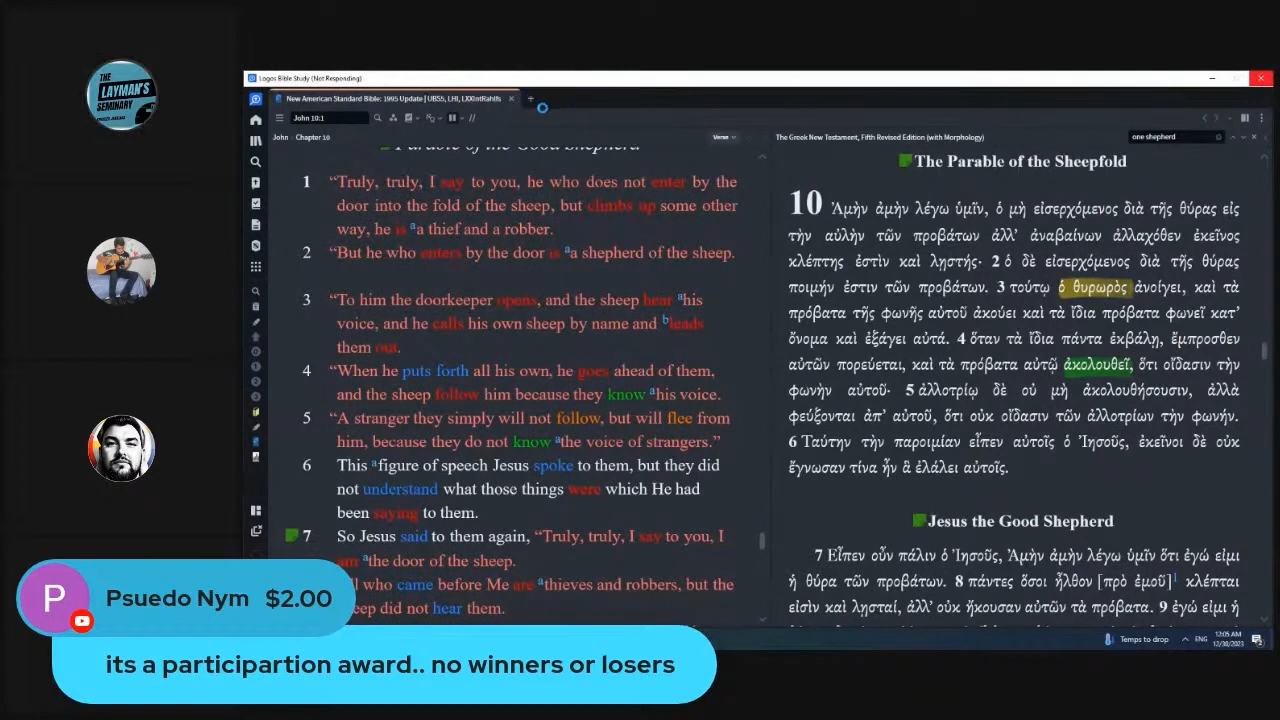 THE
LAYMAN'S
SEMINARY
Logos Bible Study (Not Responding)
New American Standard Bible: 1995 Update | UBS5, LHI, LXXIntRahlfs
John 10:1
John › Chapter 10
Verse
The Greek New Testament, Fifth Revised Edition (with Morphology)
one shepherd
Parable of the Good Shepherd
1 “Truly, truly, I say to you, he who does not enter by the
door into the fold of the sheep, but climbs up some other
way, he is a a thief and a robber.
2 “But he who enters by the door is a a shepherd of the sheep.
3 “To him the doorkeeper opens, and the sheep hear a his
voice, and he calls his own sheep by name and b leads
them out.
4 “When he puts forth all his own, he goes ahead of them,
and the sheep follow him because they know a his voice.
5 “A stranger they simply will not follow, but will flee from
him, because they do not know a the voice of strangers.”
6 This a figure of speech Jesus spoke to them, but they did
not understand what those things were which He had
been saying to them.
7 So Jesus said to them again, “Truly, truly, I say to you, I
am a the door of the sheep.
who came before Me are a thieves and robbers, but the
did not hear them.
The Parable of the Sheepfold
10 Ἀμὴν ἀμὴν λέγω ὑμῖν, ὁ μὴ εἰσερχόμενος διὰ τῆς θύρας εἰς
τὴν αὐλὴν τῶν προβάτων ἀλλ’ ἀναβαίνων ἀλλαχόθεν ἐκεῖνος
κλέπτης ἐστὶν καὶ λῃστής· 2 ὁ δὲ εἰσερχόμενος διὰ τῆς θύρας
ποιμήν ἐστιν τῶν προβάτων. 3 τούτῳ ὁ θυρωρὸς ἀνοίγει, καὶ τὰ
πρόβατα τῆς φωνῆς αὐτοῦ ἀκούει καὶ τὰ ἴδια πρόβατα φωνεῖ κατ’
ὄνομα καὶ ἐξάγει αὐτά. 4 ὅταν τὰ ἴδια πάντα ἐκβάλῃ, ἔμπροσθεν
αὐτῶν πορεύεται, καὶ τὰ πρόβατα αὐτῷ ἀκολουθεῖ, ὅτι οἴδασιν τὴν
φωνὴν αὐτοῦ· 5 ἀλλοτρίῳ δὲ οὐ μὴ ἀκολουθήσουσιν, ἀλλὰ
φεύξονται ἀπ’ αὐτοῦ, ὅτι οὐκ οἴδασιν τῶν ἀλλοτρίων τὴν φωνήν.
6 Ταύτην τὴν παροιμίαν εἶπεν αὐτοῖς ὁ Ἰησοῦς, ἐκεῖνοι δὲ οὐκ
ἔγνωσαν τίνα ἦν ἃ ἐλάλει αὐτοῖς.
Jesus the Good Shepherd
7 Εἶπεν οὖν πάλιν ὁ Ἰησοῦς, Ἀμὴν ἀμὴν λέγω ὑμῖν ὅτι ἐγώ εἰμι
ἡ θύρα τῶν προβάτων. 8 πάντες ὅσοι ἦλθον [πρὸ ἐμοῦ]1 κλέπται
εἰσὶν καὶ λῃσταί, ἀλλ’ οὐκ ἤκουσαν αὐτῶν τὰ πρόβατα. 9 ἐγώ εἰμι ἡ
Temps to drop
ENG
12:05 AM
12/30/2023
P
Psuedo Nym $2.00
its a participartion award.. no winners or losers